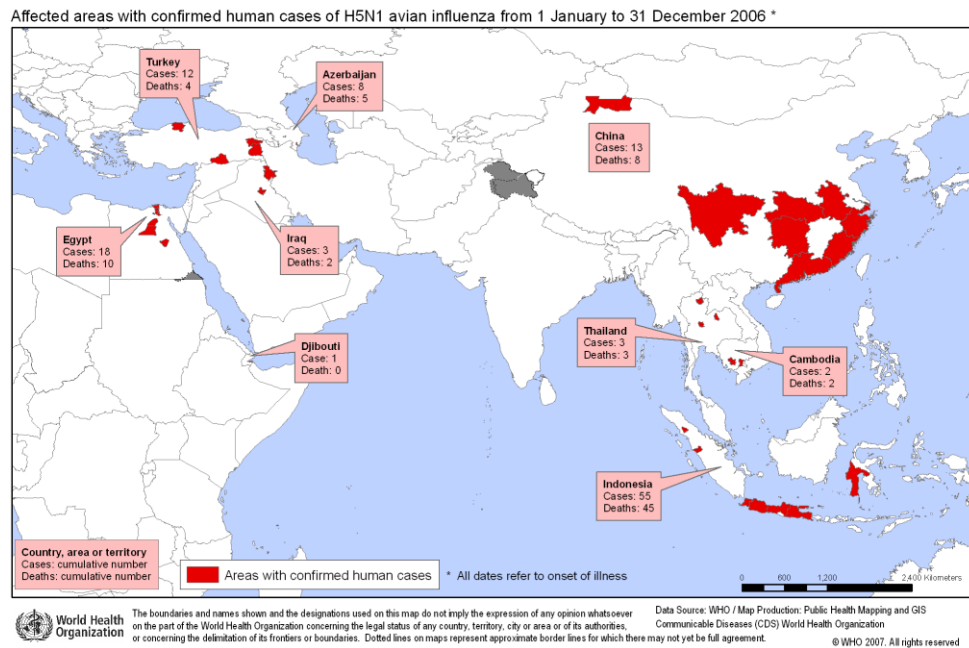 Affected areas with confirmed human cases of H5N1 avian influenza from 1 January to 31 December 2006 *
Turkey
Cases: 12
Deaths: 4
Azerbaijan
Cases: 8
Deaths: 5
China
Cases: 13
Deaths: 8
Egypt
Cases: 18
Deaths: 10
Iraq
Cases: 3
Deaths: 2
Djibouti
Case: 1
Death: 0
Thailand
Cases: 3
Deaths: 3
Cambodia
Cases: 2
Deaths: 2
Indonesia
Cases: 55
Deaths: 45
Country, area or territory
Cases: cumulative number
Deaths: cumulative number
Areas with confirmed human cases
* All dates refer to onset of illness
0 600 1,200 2,400 Kilometers
World Health
Organization
The boundaries and names shown and the designations used on this map do not imply the expression of any opinion whatsoever
on the part of the World Health Organization concerning the legal status of any country, territory, city or area or of its authorities,
or concerning the delimitation of its frontiers or boundaries. Dotted lines on maps represent approximate border lines for which there may not yet be full agreement.
Data Source: WHO / Map Production: Public Health Mapping and GIS
Communicable Diseases (CDS) World Health Organization
© WHO 2007. All rights reserved